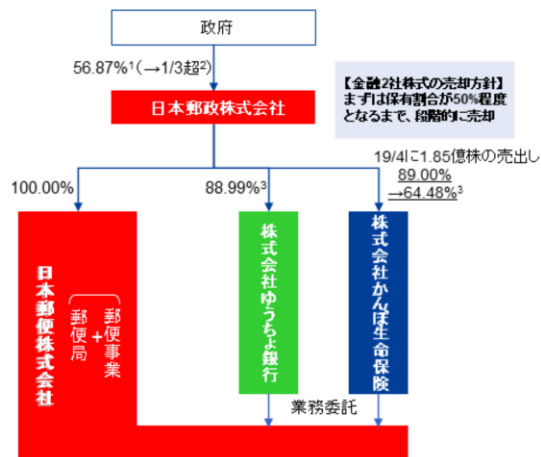 政府
56.87%¹(→1/3超²)
日本郵政株式会社
【金融2社株式の売却方針】
まずは保有割合が50%程度
となるまで、段階的に売却
19/4に1.85億株の売出し
100.00%
88.99%³
89.00%
→64.48%³
日本郵便株式会社
郵便局
+
郵便事業
株式会社ゆうちょ銀行
株式会社かんぽ生命保険
業務委託